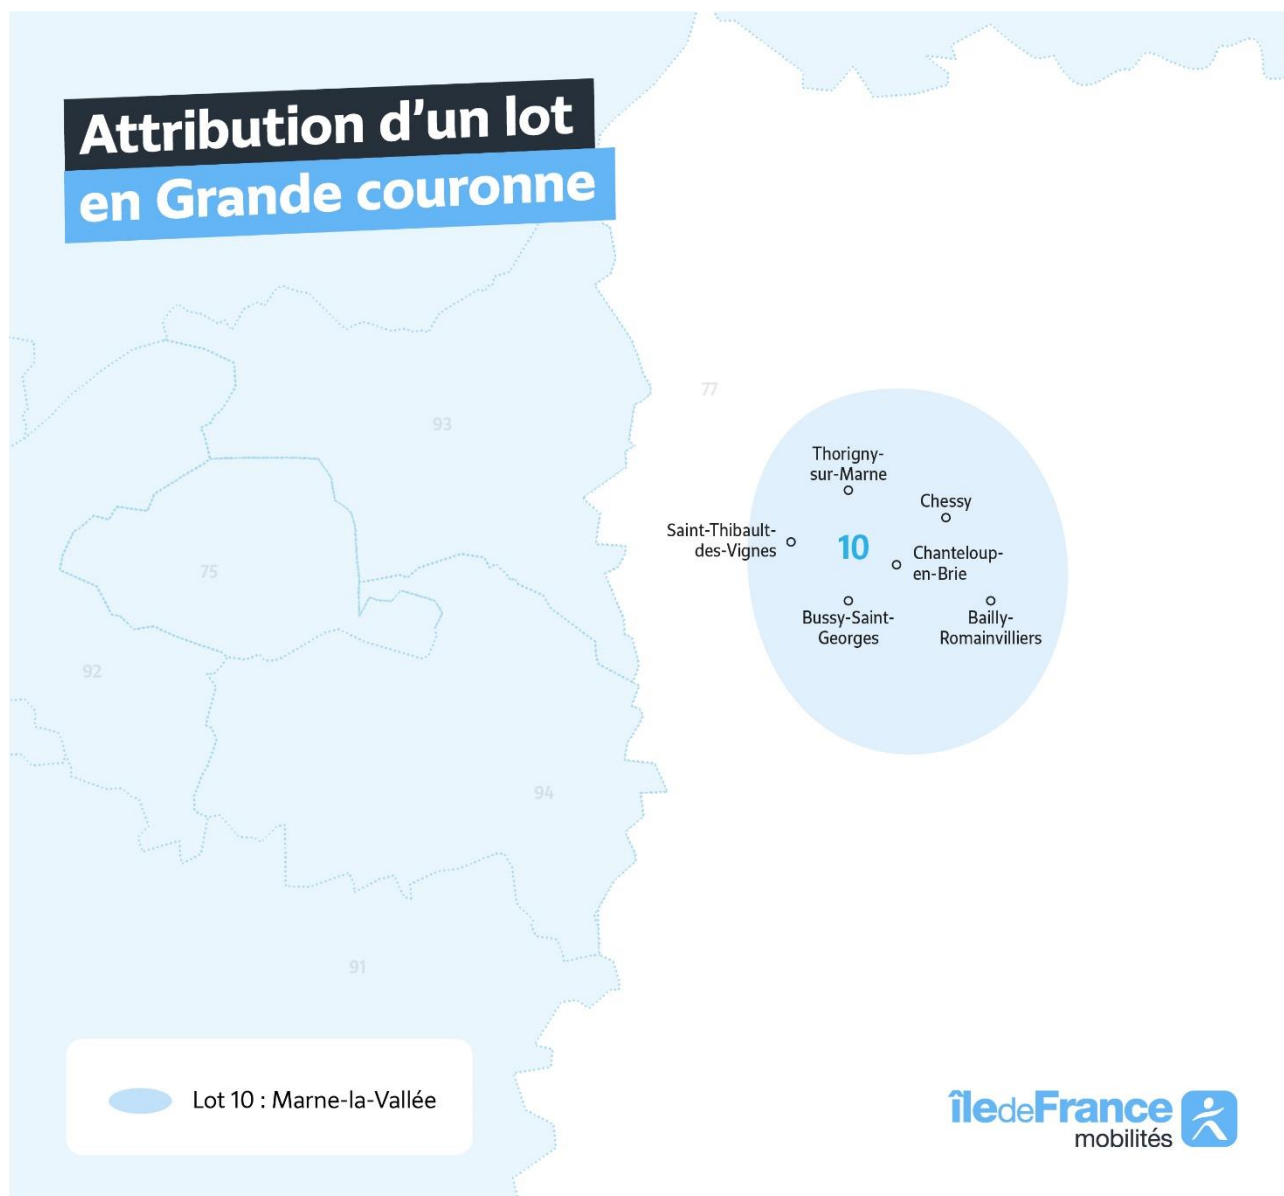 Attribution d'un lot
en Grande couronne
77
93
Thorigny-
sur-Marne
Chessy
Saint-Thibault-
des-Vignes
10
Chanteloup-
en-Brie
75
Bussy-Saint-
Georges
Bailly-
Romainvilliers
92
94
91
Lot 10 : Marne-la-Vallée
îledeFrance
mobilités